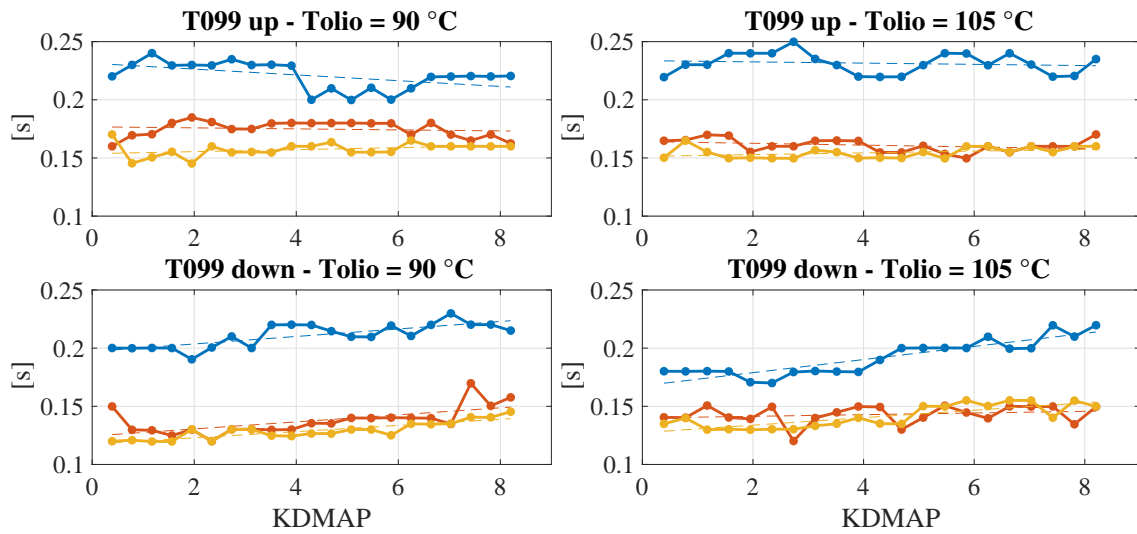 T099 up - Tolio = 90 °C
[s]
0.25
0.2
0.15
0.1
0 2 4 6 8
T099 up - Tolio = 105 °C
[s]
0.25
0.2
0.15
0.1
0 2 4 6 8
T099 down - Tolio = 90 °C
[s]
0.25
0.2
0.15
0.1
0 2 4 6 8
KDMAP
T099 down - Tolio = 105 °C
[s]
0.25
0.2
0.15
0.1
0 2 4 6 8
KDMAP